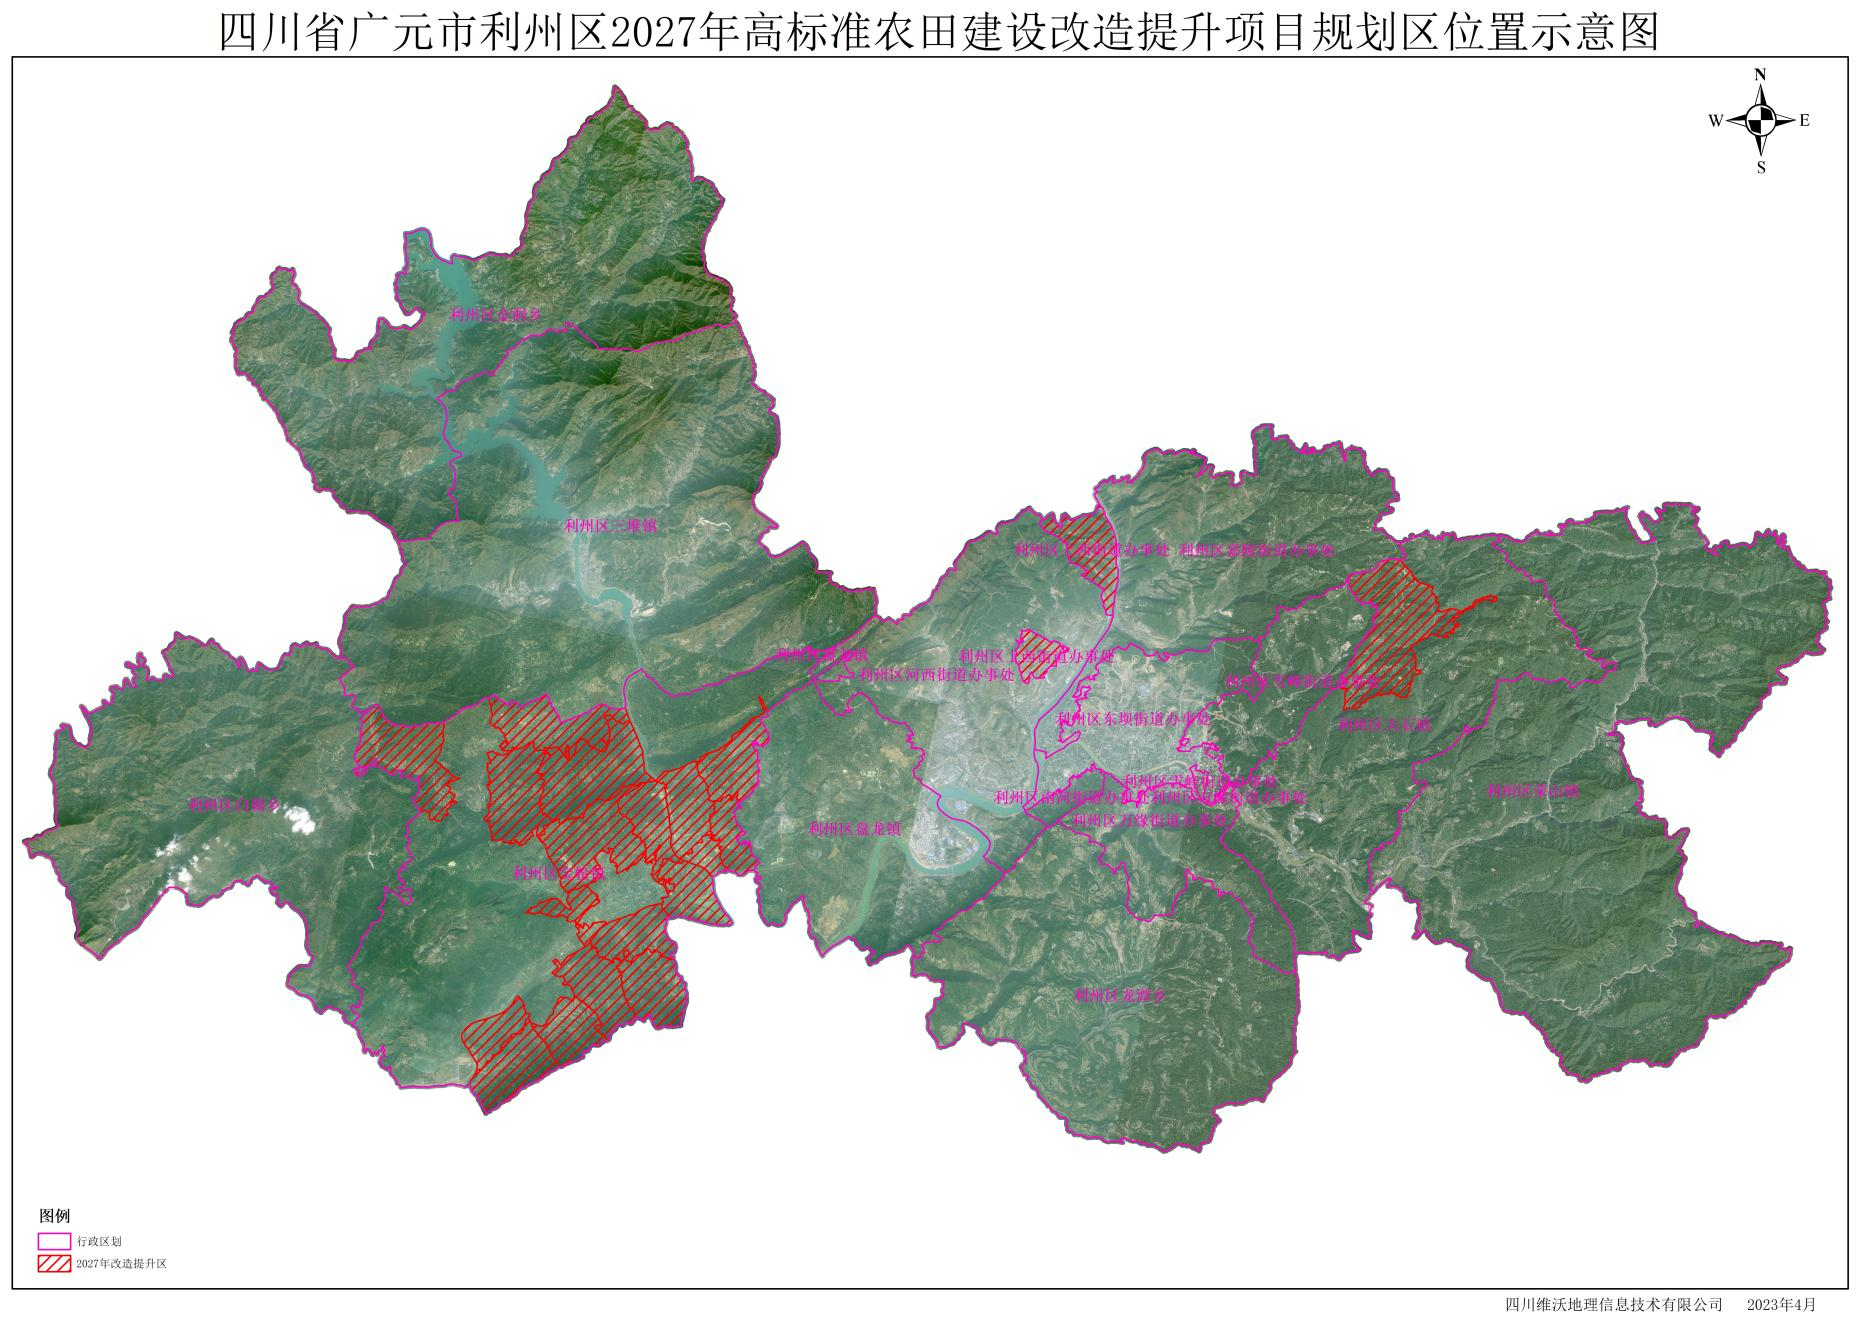 四川省广元市利州区2027年高标准农田建设改造提升项目规划区位置示意图
N
W E
S
利州区金洞乡
利州区三堆镇
利州区嘉陵街道办事处
利州区上西街道办事处
利州区河西街道办事处
利州区东坝街道办事处
利州区大石镇
利州区荣山镇
利州区白朝乡
利州区盘龙镇
利州区南河街道办事处
利州区万缘街道办事处
利州区宝轮镇
利州区龙潭乡
图例
行政区划
2027年改造提升区
四川维沃地理信息技术有限公司 2023年4月